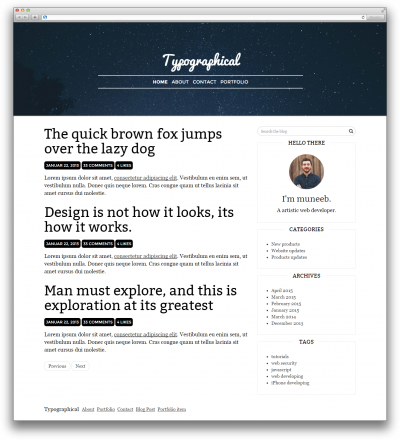 Typographical
HOME ABOUT CONTACT PORTFOLIO
The quick brown fox jumps
over the lazy dog
JANUAR 22, 2015 33 COMMENTS 4 LIKES
Lorem ipsum dolor sit amet, consectetur adipiscing elit. Vestibulum en enim sem, ut
vestibulum nulla. Donec quis neque lorem. Cras congue quam ut tellus lacinia sit
amet cursus dui molestie.
Design is not how it looks, its
how it works.
JANUAR 22, 2015 33 COMMENTS 4 LIKES
Lorem ipsum dolor sit amet, consectetur adipiscing elit. Vestibulum en enim sem, ut
vestibulum nulla. Donec quis neque lorem. Cras congue quam ut tellus lacinia sit
amet cursus dui molestie.
Man must explore, and this is
exploration at its greatest
JANUAR 22, 2015 33 COMMENTS 4 LIKES
Lorem ipsum dolor sit amet, consectetur adipiscing elit. Vestibulum en enim sem, ut
vestibulum nulla. Donec quis neque lorem. Cras congue quam ut tellus lacinia sit
amet cursus dui molestie.
Previous Next
Search the blog
HELLO THERE
I'm muneeb.
A artistic web developer.
CATEGORIES
New products
Website updates
Products updates
ARCHIVES
April 2015
March 2015
February 2015
January 2015
March 2014
December 2013
TAGS
tutorials
web security
javascript
web developing
iPhone developing
Typographical About Portfolio Contact Blog Post Portfolio item